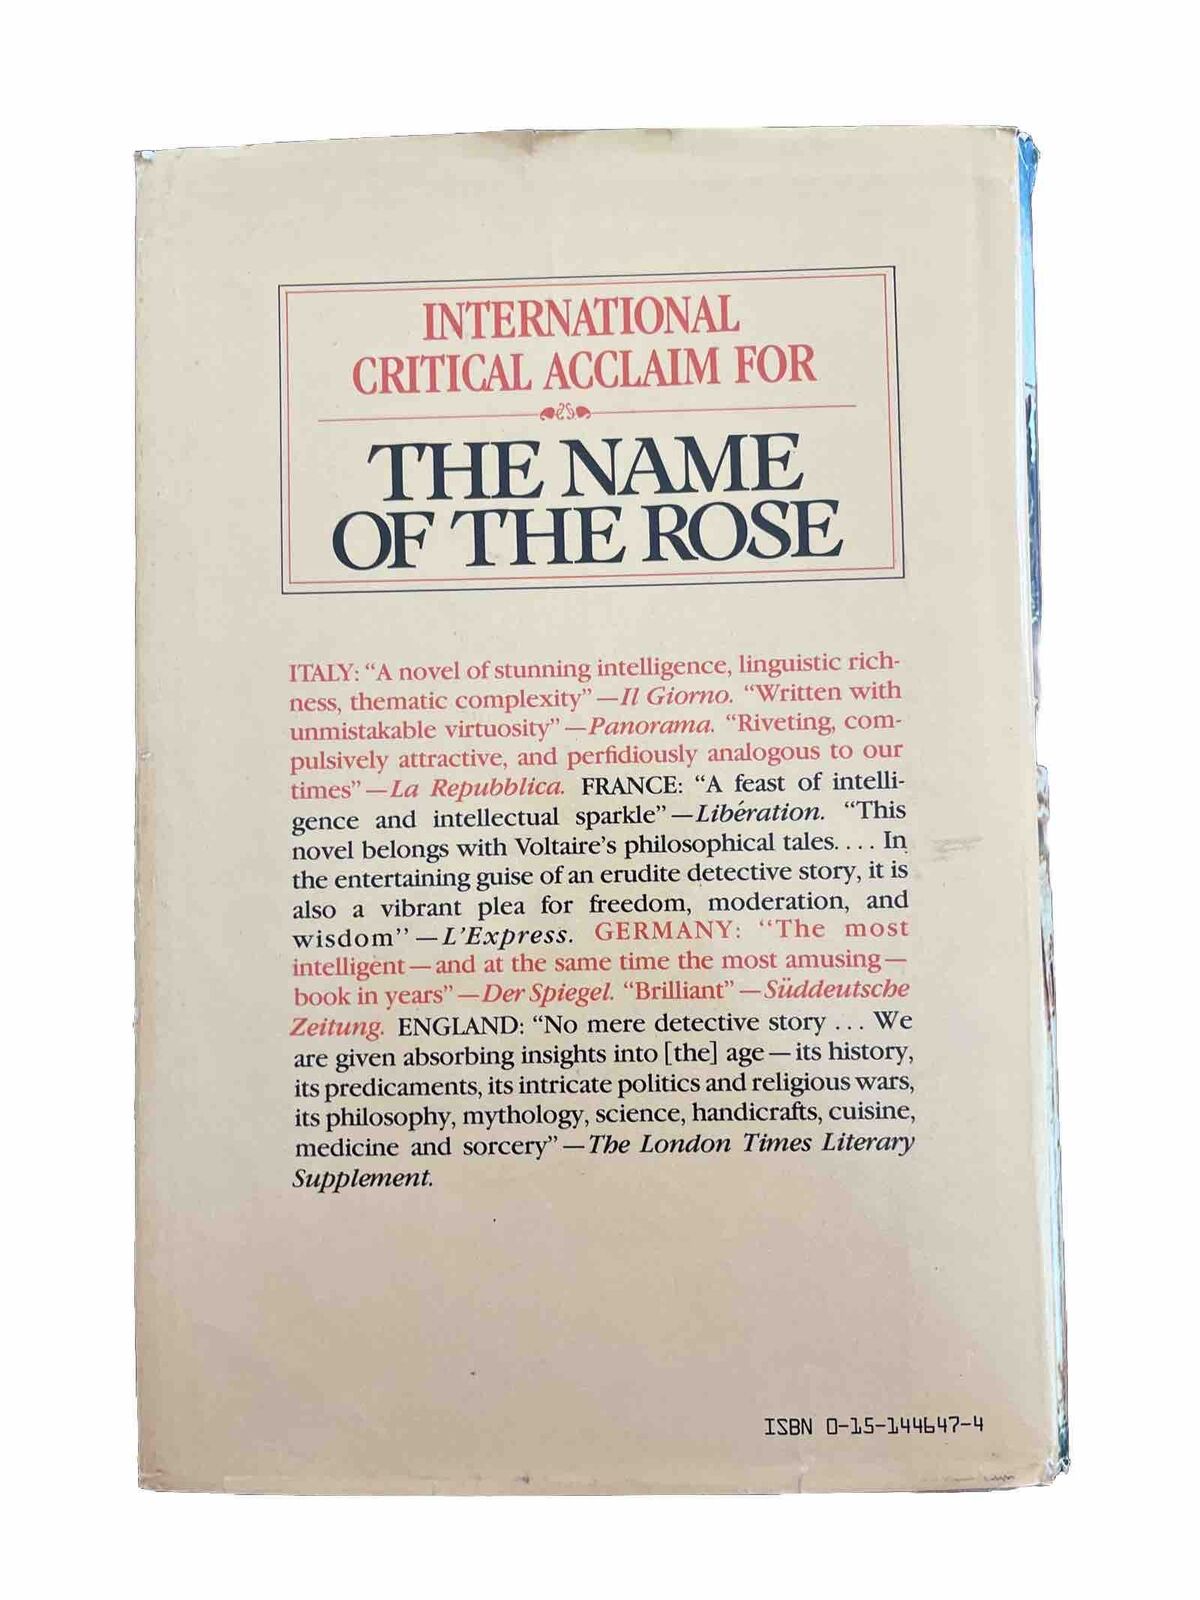 INTERNATIONAL
CRITICAL ACCLAIM FOR
THE NAME
OF THE ROSE
ITALY: “A novel of stunning intelligence, linguistic rich-
ness, thematic complexity”—Il Giorno. “Written with
unmistakable virtuosity”—Panorama. “Riveting, com-
pulsively attractive, and perfidiously analogous to our
times”—La Repubblica. FRANCE: “A feast of intelli-
gence and intellectual sparkle”—Libération. “This
novel belongs with Voltaire’s philosophical tales. . . . In
the entertaining guise of an erudite detective story, it is
also a vibrant plea for freedom, moderation, and
wisdom”—L’Express. GERMANY: “The most
intelligent—and at the same time the most amusing—
book in years”—Der Spiegel. “Brilliant”—Süddeutsche
Zeitung. ENGLAND: “No mere detective story . . . We
are given absorbing insights into [the] age—its history,
its predicaments, its intricate politics and religious wars,
its philosophy, mythology, science, handicrafts, cuisine,
medicine and sorcery”—The London Times Literary
Supplement.
ISBN 0-15-144647-4